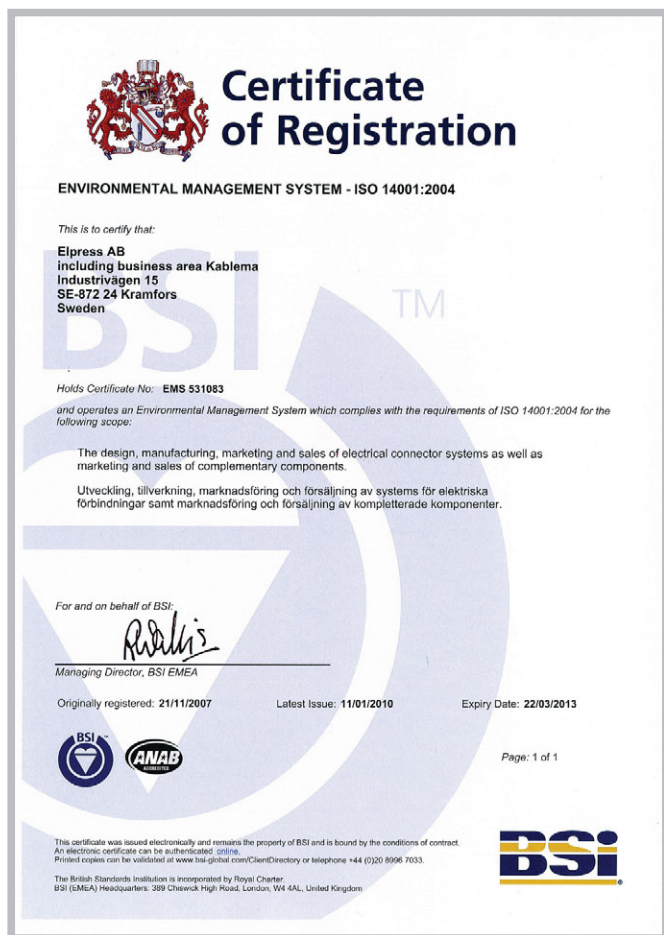 Certificate
of Registration
ENVIRONMENTAL MANAGEMENT SYSTEM - ISO 14001:2004
This is to certify that:
Elpress AB
including business area Kablema
Industrivägen 15
SE-872 24 Kramfors
Sweden
BSI
TM
Holds Certificate No: EMS 531083
and operates an Environmental Management System which complies with the requirements of ISO 14001:2004 for the
following scope:
The design, manufacturing, marketing and sales of electrical connector systems as well as
marketing and sales of complementary components.
Utveckling, tillverkning, marknadsföring och försäljning av systems för elektriska
förbindningar samt marknadsföring och försäljning av kompletterade komponenter.
For and on behalf of BSI:
Managing Director, BSI EMEA
Originally registered: 21/11/2007 Latest Issue: 11/01/2010 Expiry Date: 22/03/2013
BSI
ANAB
ACCREDITED
Page: 1 of 1
This certificate was issued electronically and remains the property of BSI and is bound by the conditions of contract.
An electronic certificate can be authenticated online.
Printed copies can be validated at www.bsi-global.com/ClientDirectory or telephone +44 (0)20 8996 7033.
The British Standards Institution is incorporated by Royal Charter.
BSI (EMEA) Headquarters: 389 Chiswick High Road, London, W4 4AL, United Kingdom
BSi